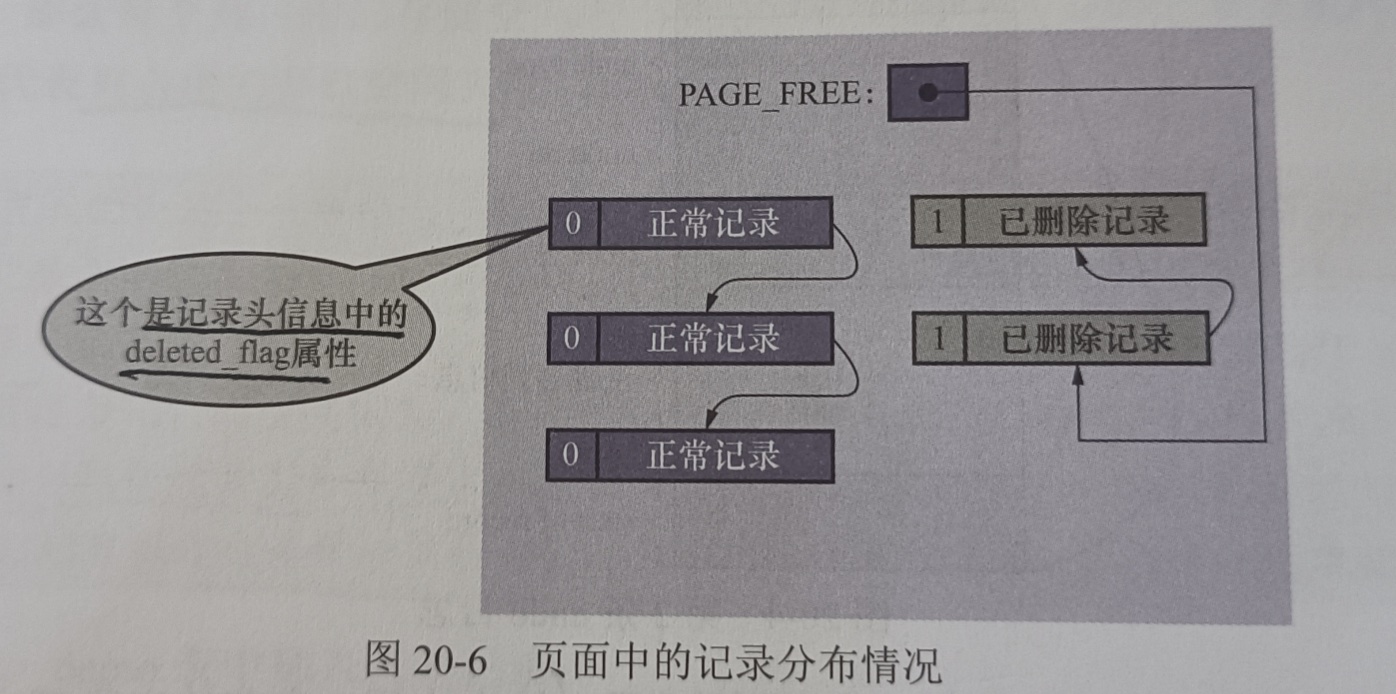 PAGE_FREE:
0 正常记录
1 已删除记录
这个是记录头信息中的
deleted_flag属性
0 正常记录
1 已删除记录
0 正常记录
图 20-6 页面中的记录分布情况